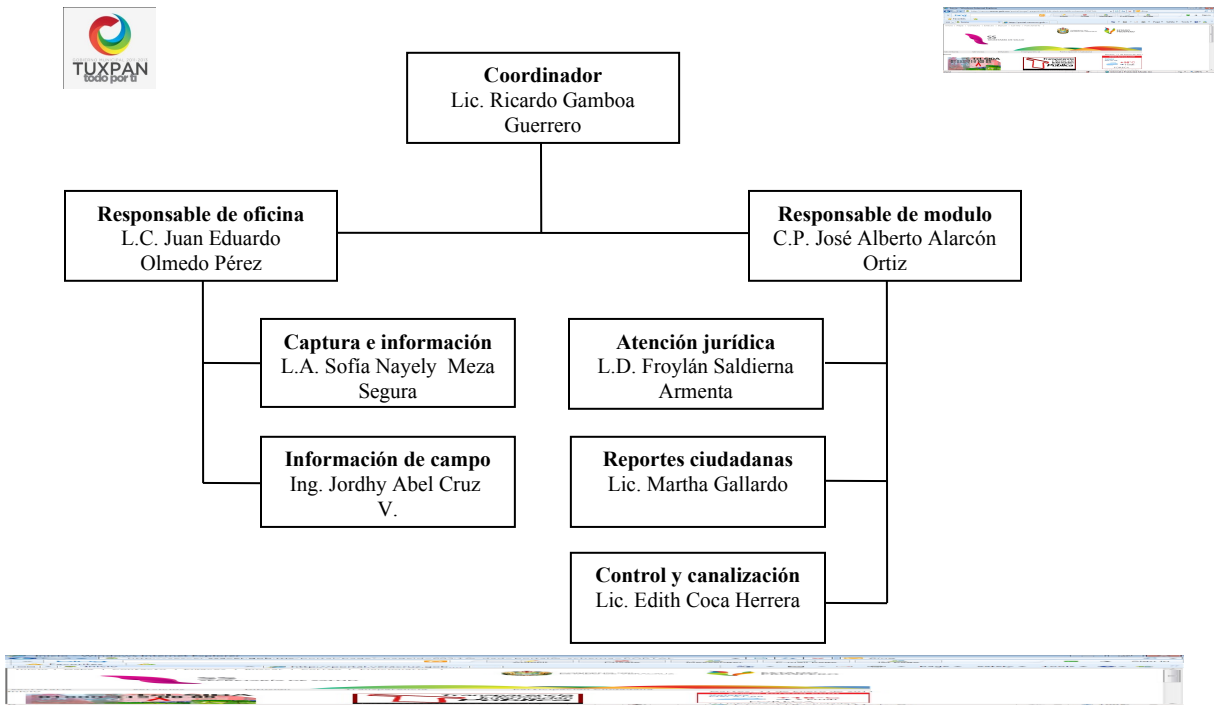 TUXPAN
todo por ti
Coordinador
Lic. Ricardo Gamboa
Guerrero
Responsable de oficina
L.C. Juan Eduardo
Olmedo Pérez
Responsable de modulo
C.P. José Alberto Alarcón
Ortiz
Captura e información
L.A. Sofía Nayely  Meza
Segura
Atención jurídica
L.D. Froylán Saldierna
Armenta
Información de campo
Ing. Jordhy Abel Cruz
V.
Reportes ciudadanas
Lic. Martha Gallardo
Control y canalización
Lic. Edith Coca Herrera